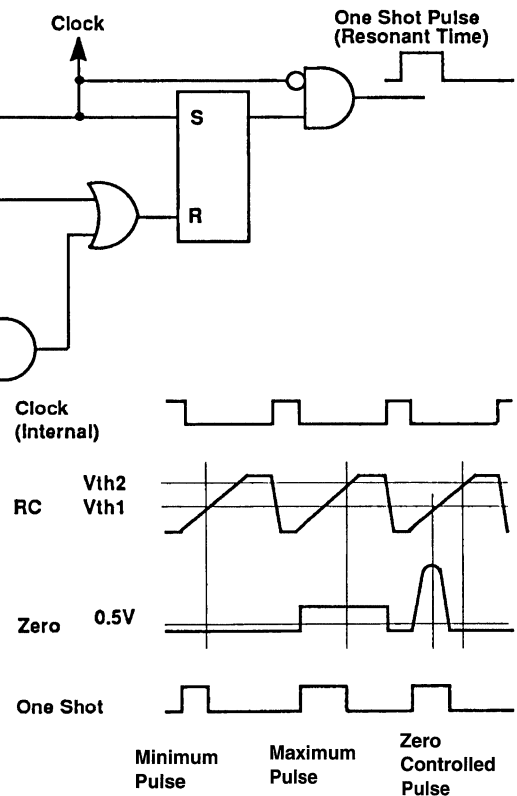 Clock
One Shot Pulse
(Resonant Time)
S
R
Clock
(Internal)
Vth2
RC
Vth1
Zero
0.5V
One Shot
Minimum
Pulse
Maximum
Pulse
Zero
Controlled
Pulse